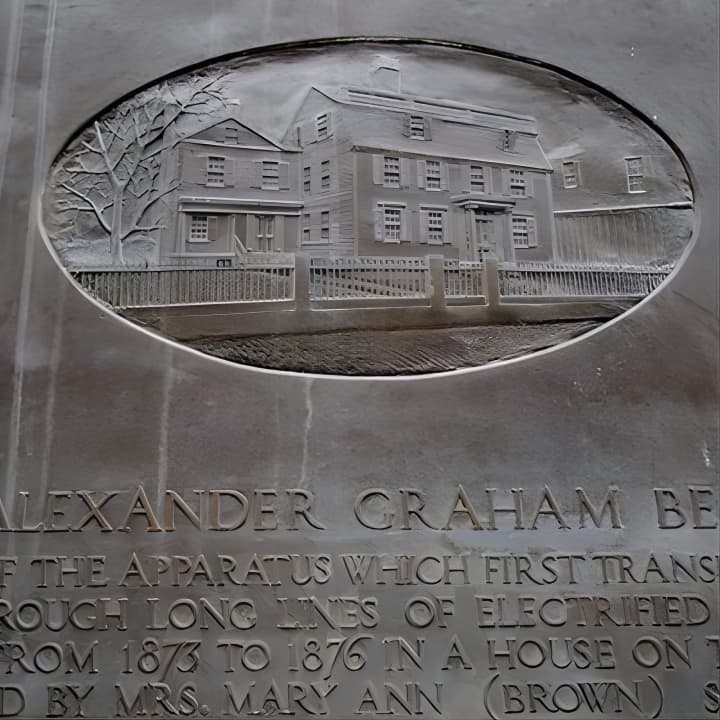 ALEXANDER GRAHAM BE
F THE APPARATUS WHICH FIRST TRANS
ROUGH LONG LINES OF ELECTRIFIED
FROM 1873 TO 1876 IN A HOUSE ON T
D BY MRS. MARY ANN (BROWN) S